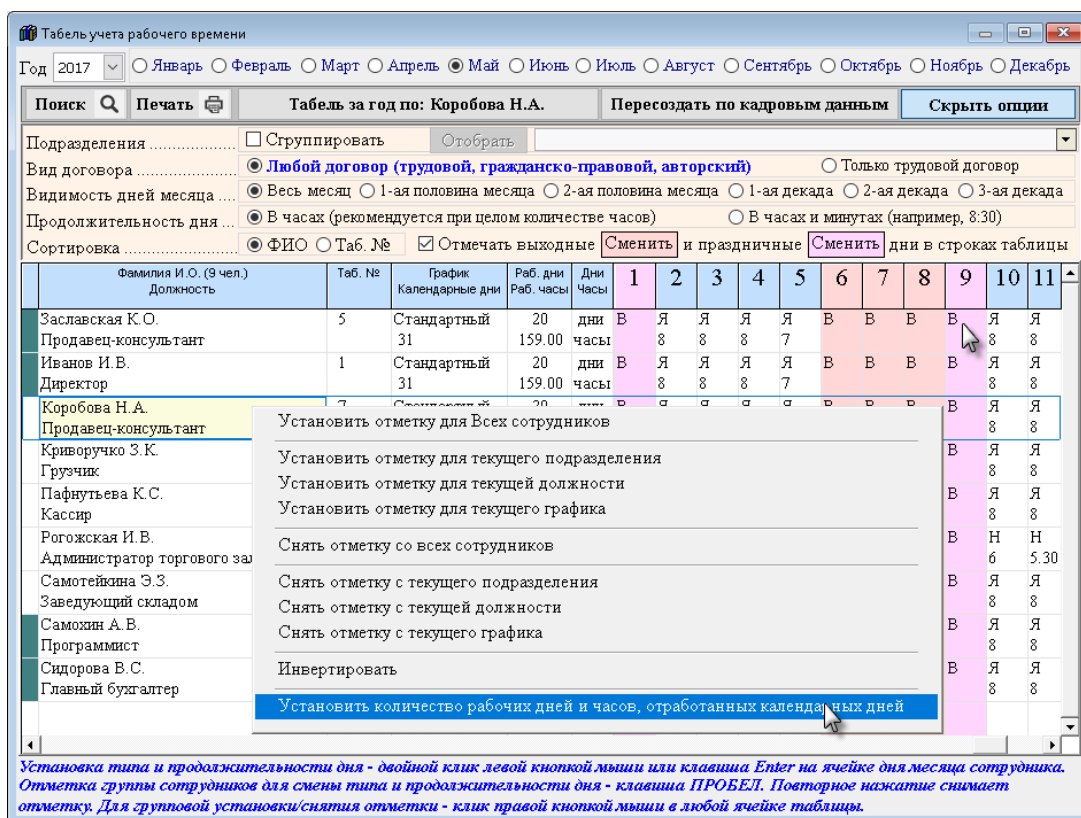 Табель учета рабочего времени
Год 2017 Январь Февраль Март Апрель Май Июнь Июль Август Сентябрь Октябрь Ноябрь Декабрь
Поиск Печать Табель за год по: Коробова Н.А. Пересоздать по кадровым данным Скрыть опции
Подразделения ................... Сгруппировать Отобрать
Вид договора ................... Любой договор (трудовой, гражданско-правовой, авторский) Только трудовой договор
Видимость дней месяца .... Весь месяц 1-ая половина месяца 2-ая половина месяца 1-ая декада 2-ая декада 3-ая декада
Продолжительность дня ... В часах (рекомендуется при целом количестве часов) В часах и минутах (например, 8:30)
Сортировка ...................... ФИО Таб. № Отмечать выходные Сменить и праздничные Сменить дни в строках таблицы
Фамилия И.О. (9 чел.) Таб. № График Раб. дни Дни 1 2 3 4 5 6 7 8 9 10 11
Должность Календарные дни Раб. часы Часы
Заславская К.О. 5 Стандартный 20 дни В Я Я Я Я В В В В Я Я
Продавец-консультант 31 159.00 часы 8 8 8 7 8 8
Иванов И.В. 1 Стандартный 20 дни В Я Я Я Я В В В В Я Я
Директор 31 159.00 часы 8 8 8 7 8 8
Коробова Н.А. В Я Я
Продавец-консультант 8 8
Криворучко З.К. В Я Я
Грузчик 8 8
Пафнутьева К.С. В Я Я
Кассир 8 8
Рогожская И.В. В Н Н
Администратор торгового за 6 5.30
Самотейкина Э.З. В Я Я
Заведующий складом 8 8
Самохин А.В. В Я Я
Программист 8 8
Сидорова В.С. В Я Я
Главный бухгалтер 8 8
Установить отметку для Всех сотрудников
Установить отметку для текущего подразделения
Установить отметку для текущей должности
Установить отметку для текущего графика
Снять отметку со всех сотрудников
Снять отметку с текущего подразделения
Снять отметку с текущей должности
Снять отметку с текущего графика
Инвертировать
Установить количество рабочих дней и часов, отработанных календарных дней
Установка типа и продолжительности дня - двойной клик левой кнопкой мыши или клавиша Enter на ячейке дня месяца сотрудника.
Отметка группы сотрудников для смены типа и продолжительности дня - клавиша ПРОБЕЛ. Повторное нажатие снимает
отметку. Для групповой установки/снятия отметки - клик правой кнопкой мыши в любой ячейке таблицы.